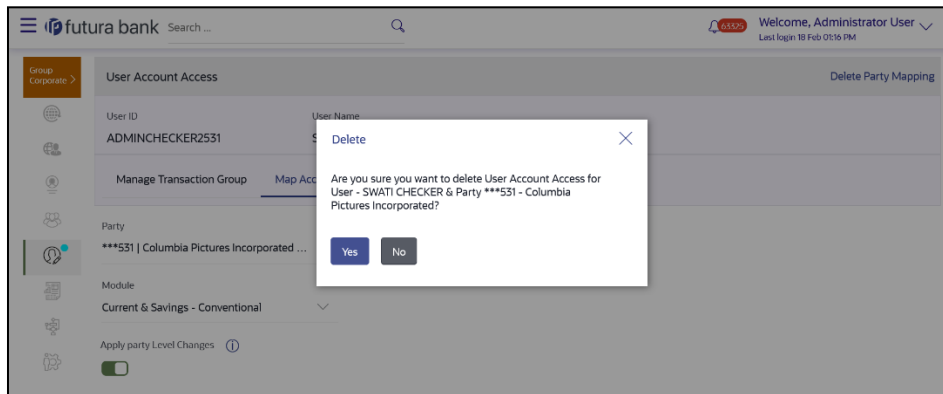 futura bank Search ...
63325
Welcome, Administrator User
Last login 18 Feb 01:16 PM
Group
Corporate >
User Account Access
Delete Party Mapping
User ID
User Name
ADMINCHECKER2531
S
Manage Transaction Group
Map Acc
Delete
Are you sure you want to delete User Account Access for
User - SWATI CHECKER & Party ***531 - Columbia
Pictures Incorporated?
Yes
No
Party
***531 | Columbia Pictures Incorporated ...
Module
Current & Savings - Conventional
Apply party Level Changes